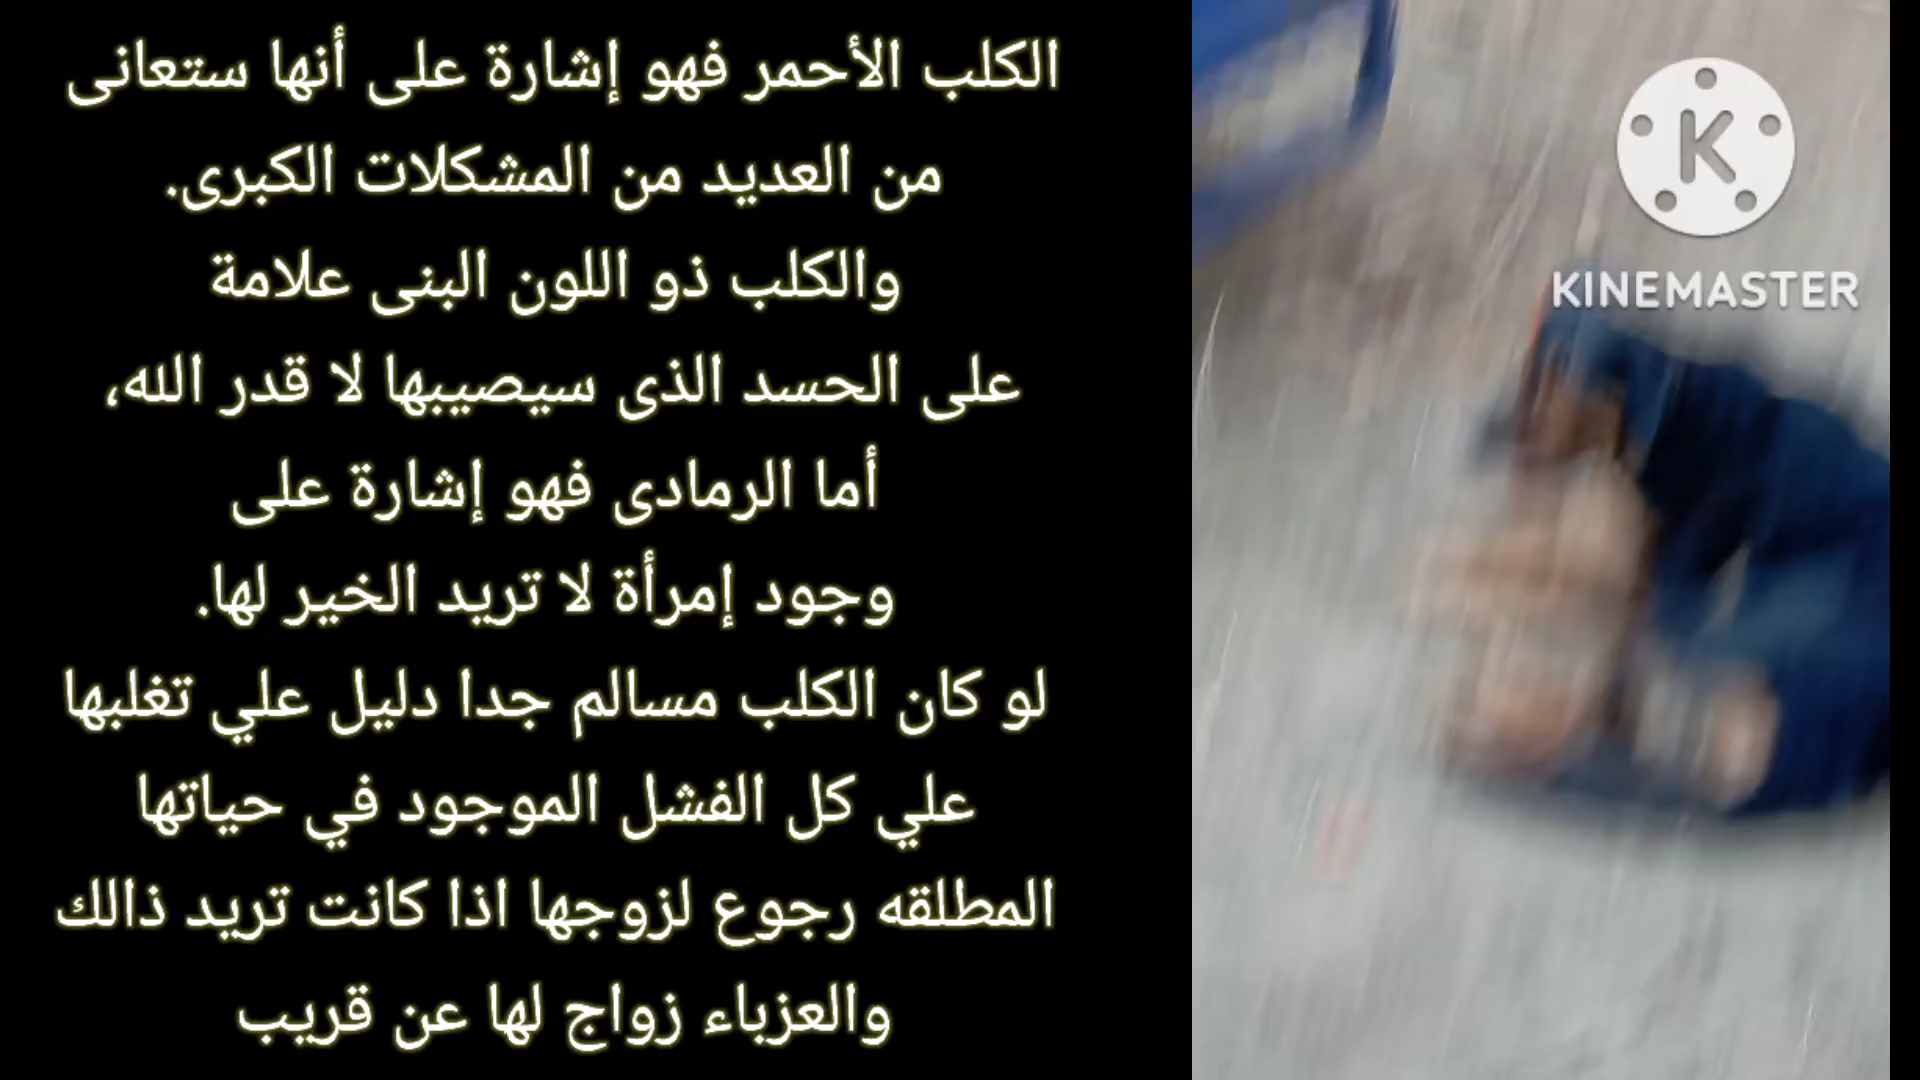 الكلب الأحمر فهو إشارة على أنها ستعانى
من العديد من المشكلات الكبرى.
والكلب ذو اللون البنى علامة
على الحسد الذى سيصيبها لا قدر الله،
أما الرمادى فهو إشارة على
وجود إمرأة لا تريد الخير لها.
لو كان الكلب مسالم جدا دليل علي تغلبها
علي كل الفشل الموجود في حياتها
المطلقه رجوع لزوجها اذا كانت تريد ذالك
والعزباء زواج لها عن قريب
K
KINEMASTER